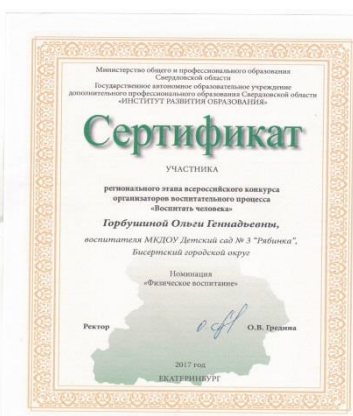 Министерство общего и профессионального образования
Свердловской области
Государственное автономное образовательное учреждение
дополнительного профессионального образования Свердловской области
«ИНСТИТУТ РАЗВИТИЯ ОБРАЗОВАНИЯ»
Сертификат
УЧАСТНИКА
регионального этапа всероссийского конкурса
организаторов воспитательного процесса
«Воспитать человека»
Горбушиной Ольги Геннадьевны,
воспитателя МКДОУ Детский сад № 3 "Рябинка",
Бисертский городской округ
Номинация
«Физическое воспитание»
Ректор
О.В. Гредина
2017 год
ЕКАТЕРИНБУРГ